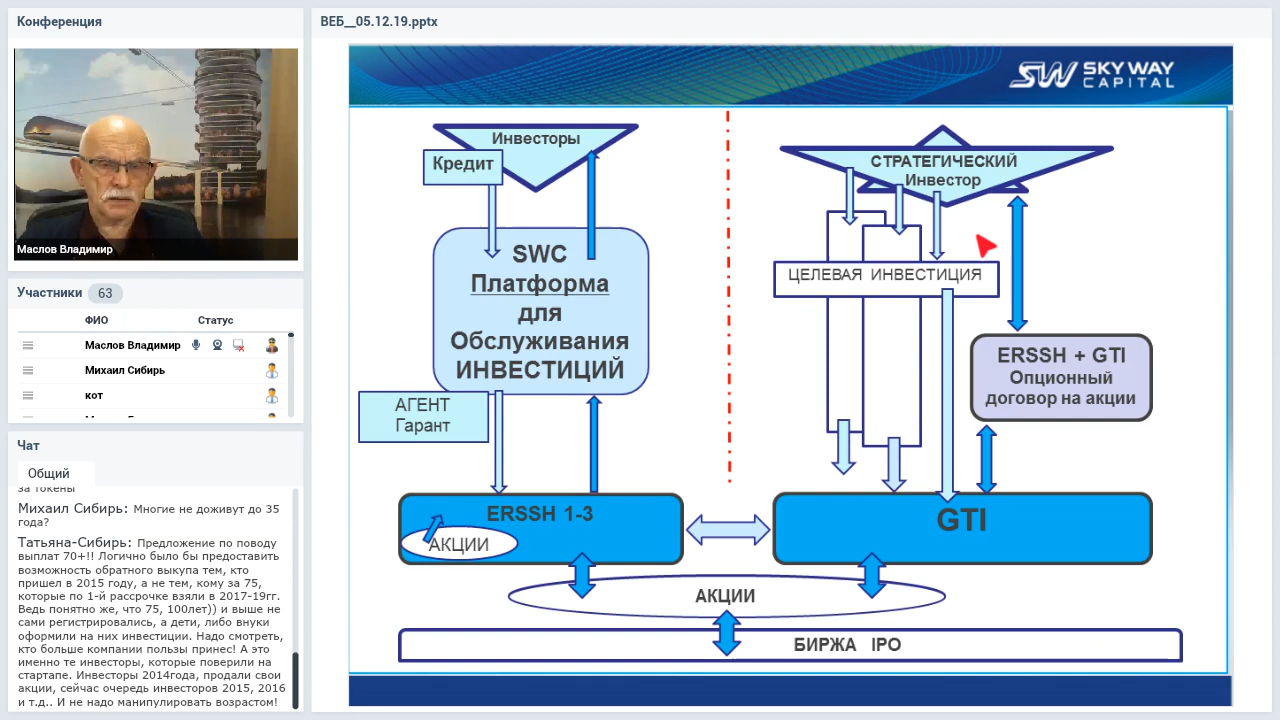 Конференция
Маслов Владимир
Участники 63
ФИО Статус
Маслов Владимир
Михаил Сибирь
кот
Чат
Общий
за токены
Михаил Сибирь: Многие не доживут до 35
года?
Татьяна-Сибирь: Предложение по поводу
выплат 70+!! Логично было бы предоставить
возможность обратного выкупа тем, кто
пришел в 2015 году, а не тем, кому за 75,
которые по 1-й рассрочке взяли в 2017-19гг.
Ведь понятно же, что 75, 100лет)) и выше не
сами регистрировались, а дети, либо внуки
оформили на них инвестиции. Надо смотреть,
кто больше компании пользы принес! А это
именно те инвесторы, которые поверили на
стартапе. Инвесторы 2014года, продали свои
акции, сейчас очередь инвесторов 2015, 2016
и т.д.. И не надо манипулировать возрастом!
ВЕБ__05.12.19.pptx
SW SKY WAY
CAPITAL
Инвесторы
Кредит
SWC
Платформа
для
Обслуживания
ИНВЕСТИЦИЙ
АГЕНТ
Гарант
ERSSH 1-3
АКЦИИ
СТРАТЕГИЧЕСКИЙ
Инвестор
ЦЕЛЕВАЯ ИНВЕСТИЦИЯ
ERSSH + GTI
Опционный
договор на акции
GTI
АКЦИИ
БИРЖА IPO